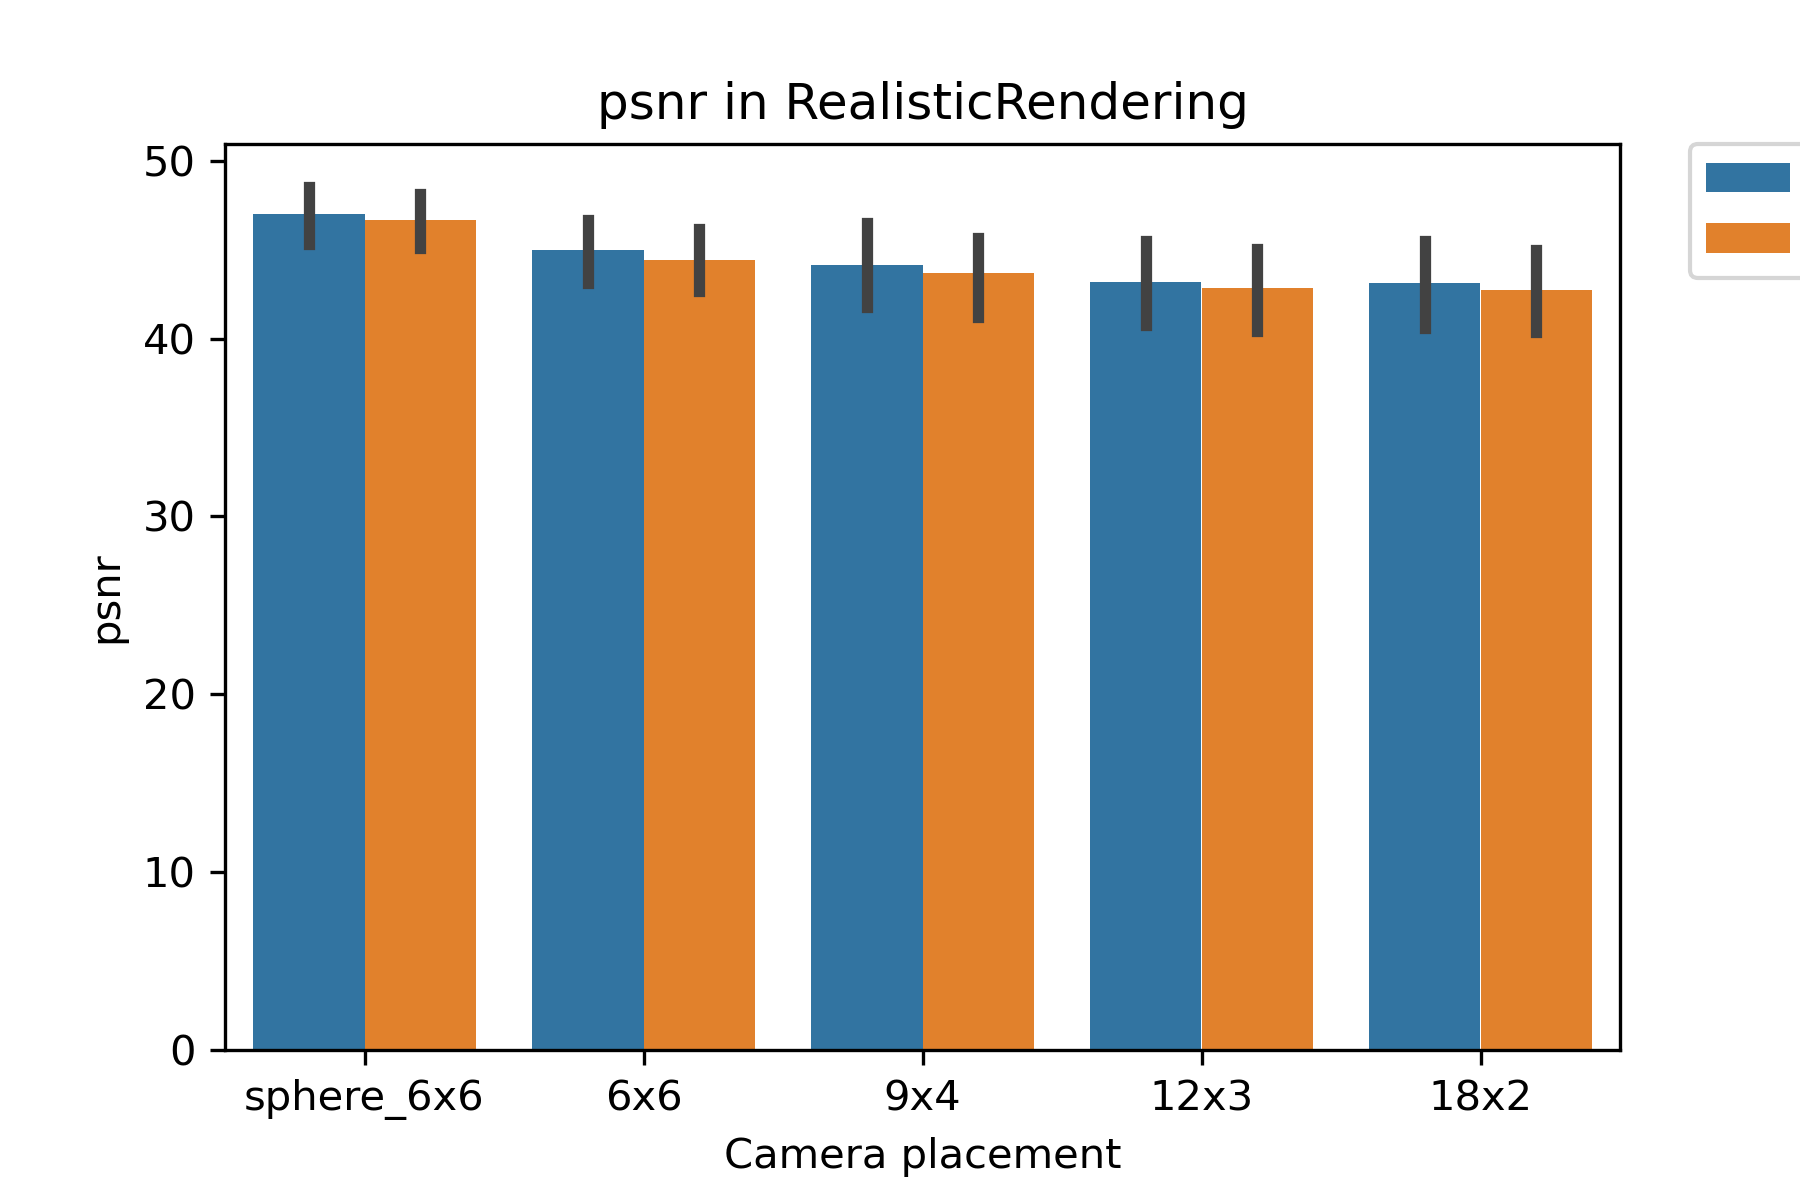 psnr in RealisticRendering
50
40
30
20
10
0
psnr
sphere_6x6 6x6 9x4 12x3 18x2
Camera placement